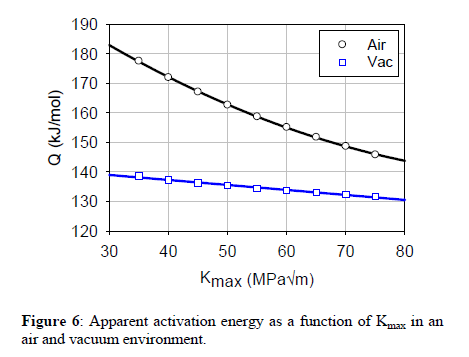 190
180
170
160
150
140
130
120
Q (kJ/mol)
Air
Vac
30 40 50 60 70 80
Kmax (MPa√m)
Figure 6: Apparent activation energy as a function of Kmax in an
air and vacuum environment.